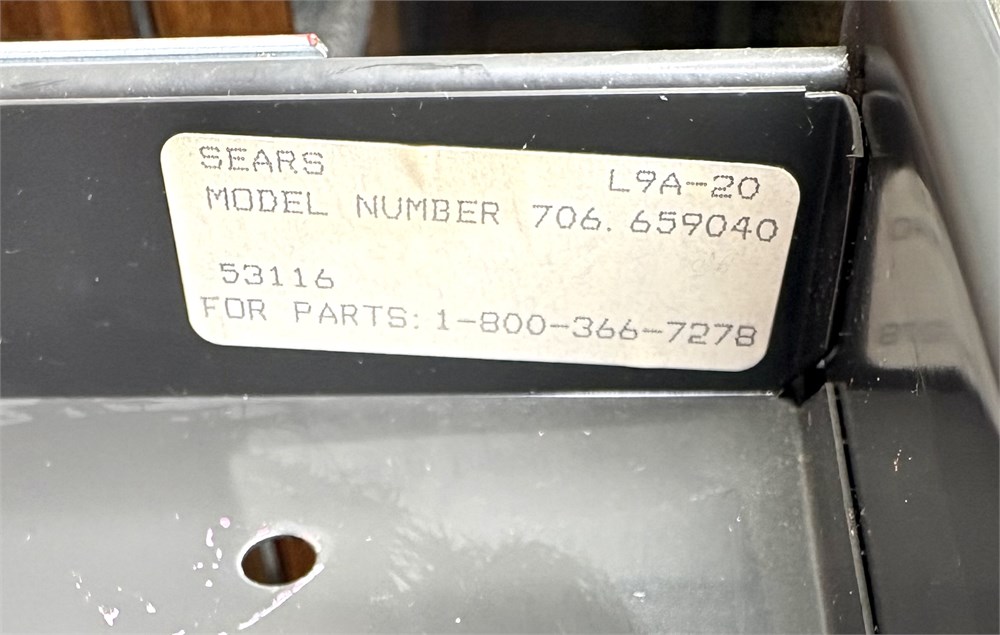 SEARS
L9A-20
MODEL NUMBER 706.659040
53116
FOR PARTS: 1-800-366-7278